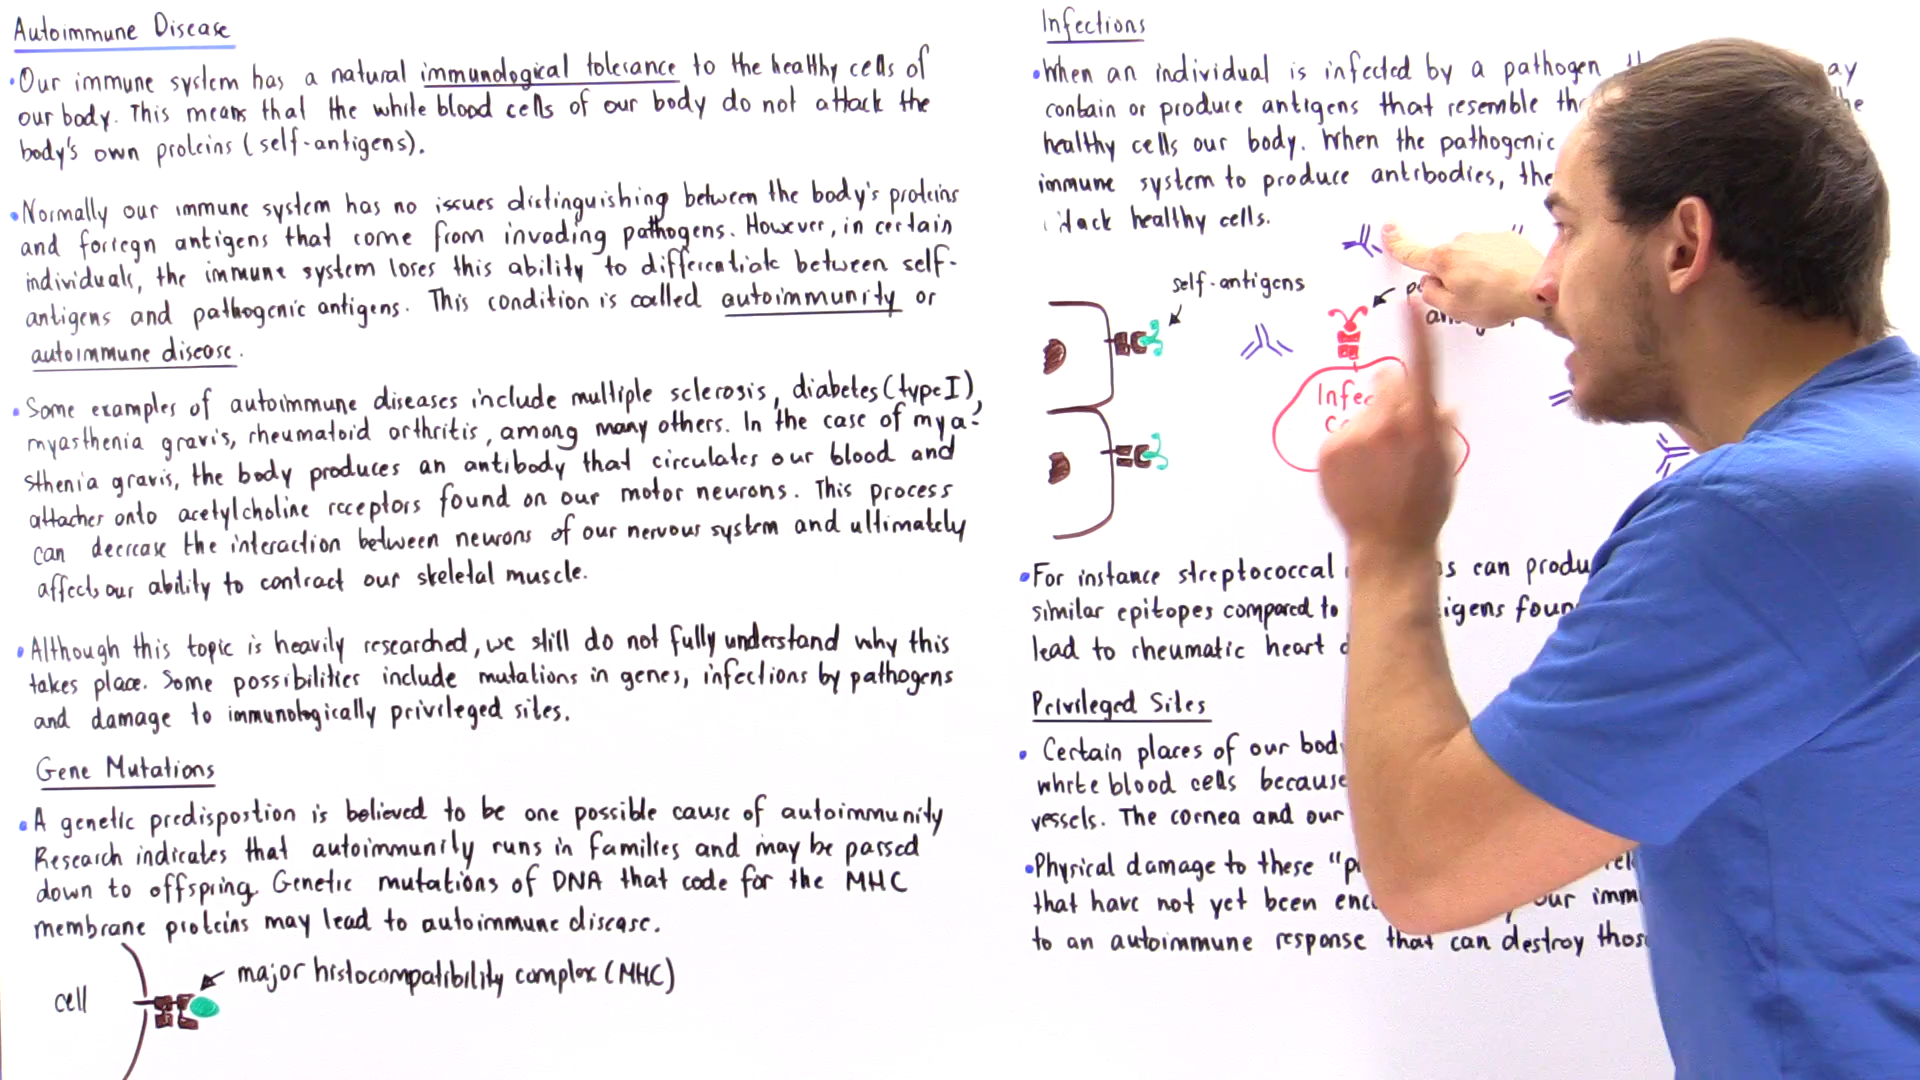 Autoimmune Disease
•Our immune system has a natural immunological tolerance to the healthy cells of
our body. This means that the white blood cells of our body do not attack the
body's own proteins (self-antigens).
•Normally our immune system has no issues distinguishing between the body's proteins
and foriegn antigens that come from invading pathogens. However, in certain
individuals, the immune system loses this ability to differentiate between self-
antigens and pathogenic antigens. This condition is called autoimmunity or
autoimmune disease.
•Some examples of autoimmune diseases include multiple sclerosis, diabetes (type I),
myasthenia gravis, rheumatoid orthritis, among many others. In the case of mya-
sthenia gravis, the body produces an antibody that circulates our blood and
attaches onto acetylcholine receptors found on our motor neurons. This process
can decrease the interaction between neurons of our nervous system and ultimately
affects our ability to contract our skeletal muscle.
•Although this topic is heavily researched, we still do not fully understand why this
takes place. Some possibilities include mutations in genes, infections by pathogens
and damage to immunologically privileged sites.
Gene Mutations
•A genetic predispostion is believed to be one possible cause of autoimmunity
Research indicates that autoimmunity runs in families and may be passed
down to offspring. Genetic mutations of DNA that code for the MHC
membrane proteins may lead to autoimmune disease.
major histocompatibility complex (MHC)
cell
Infections
•When an individual is infected by a pathogen
contain or produce antigens that resemble
healthy cells our body. When the pathogenic
immune system to produce antibodies,
healthy cells.
self-antigens
•For instance streptococcal can
similar epitopes compared to
lead to rheumatic heart
Privileged Sites
• Certain places of our
white blood cells because
vessels. The cornea and our
•Physical damage to these
that have not yet been our
to an autoimmune response that can destroy